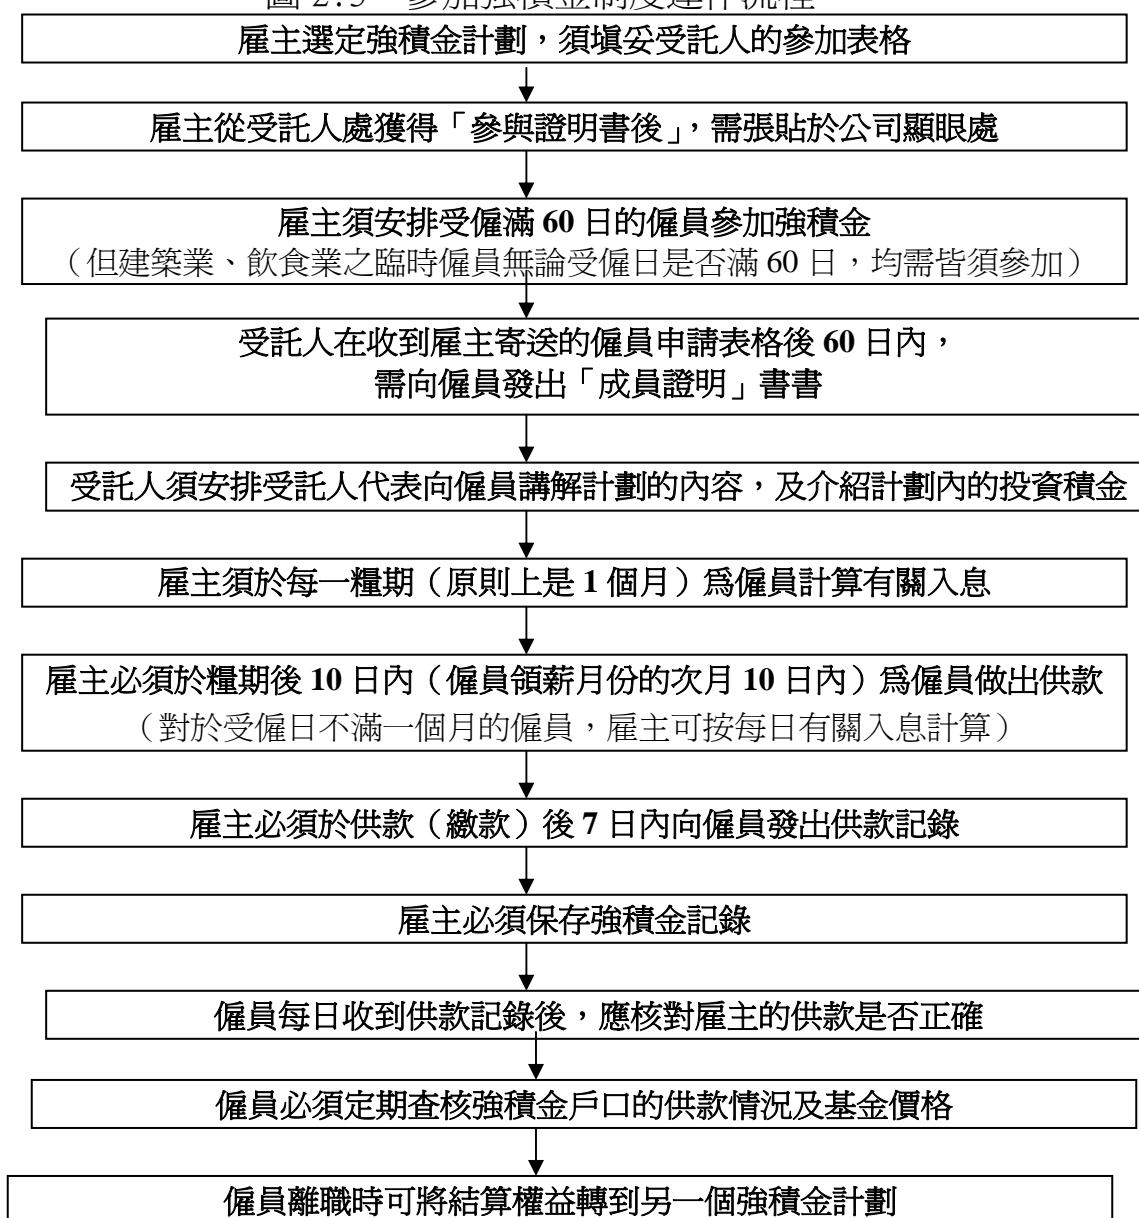 圖 2.3 參加強積金制度運作流程
雇主選定強積金計劃，須塡妥受託人的參加表格
雇主從受託人處獲得「參與證明書後」，需張貼於公司顯眼處
雇主須安排受僱滿 60 日的僱員參加強積金
（但建築業、飲食業之臨時僱員無論受僱日是否滿 60 日，均需皆須參加）
受託人在收到雇主寄送的僱員申請表格後 60 日內，
需向僱員發出「成員證明」書書
受託人須安排受託人代表向僱員講解計劃的內容，及介紹計劃內的投資積金
雇主須於每一糧期（原則上是 1 個月）爲僱員計算有關入息
雇主必須於糧期後 10 日內（僱員領薪月份的次月 10 日內）爲僱員做出供款
（對於受僱日不滿一個月的僱員，雇主可按每日有關入息計算）
雇主必須於供款（繳款）後 7 日內向僱員發出供款記錄
雇主必須保存強積金記錄
僱員每日收到供款記錄後，應核對雇主的供款是否正確
僱員必須定期查核強積金戶口的供款情況及基金價格
僱員離職時可將結算權益轉到另一個強積金計劃